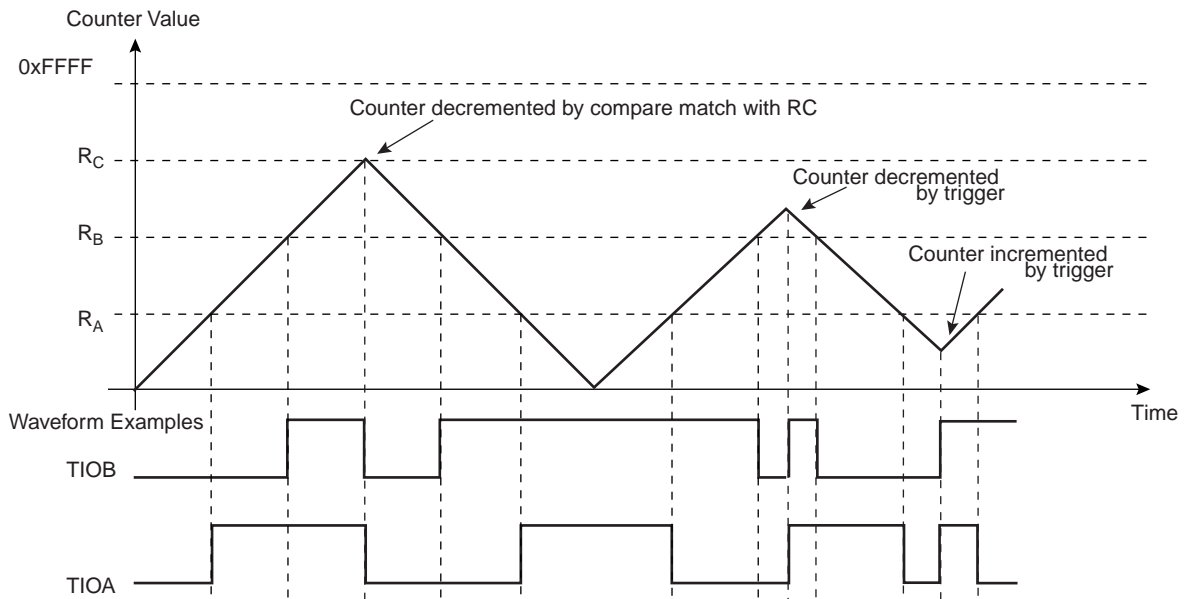 Counter Value
0xFFFF
Counter decremented by compare match with RC
RC
Counter decremented
by trigger
RB
Counter incremented
by trigger
RA
Time
Waveform Examples
TIOB
TIOA